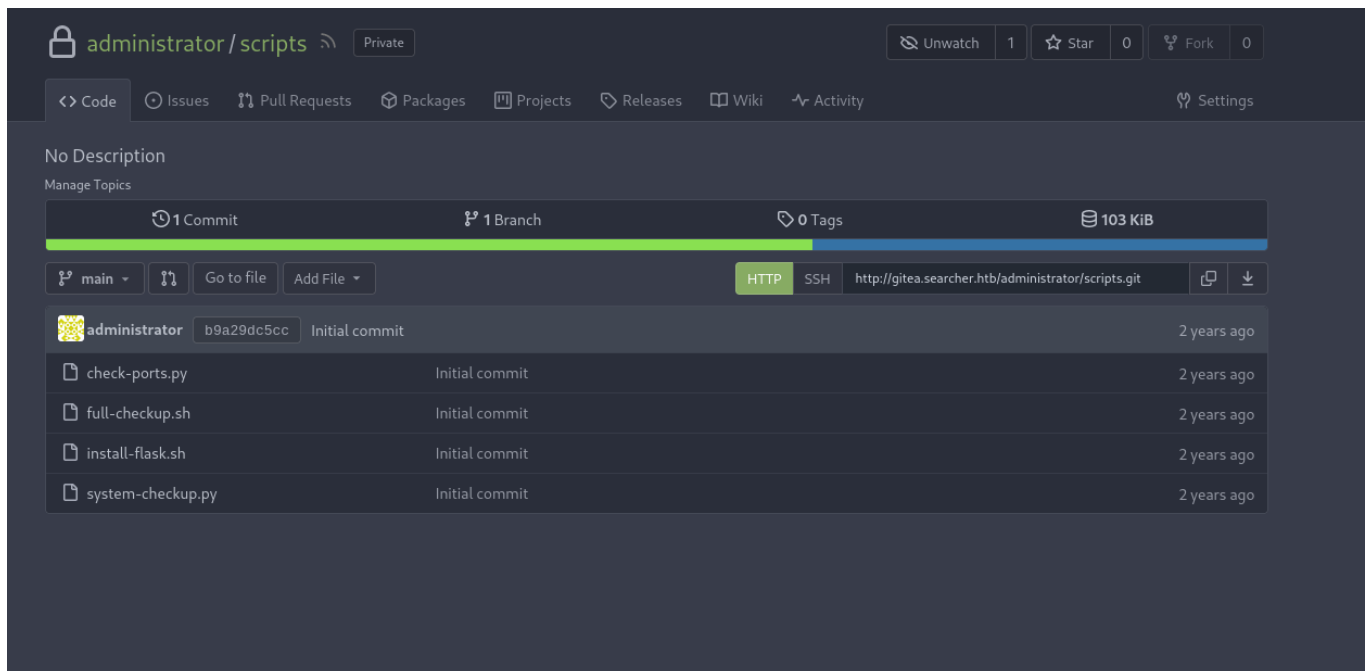 administrator / scripts Private Unwatch 1 Star 0 Fork 0
Code Issues Pull Requests Packages Projects Releases Wiki Activity Settings
No Description
Manage Topics
1 Commit 1 Branch 0 Tags 103 KiB
main Go to file Add File HTTP SSH http://gitea.searcher.htb/administrator/scripts.git
administrator b9a29dc5cc Initial commit 2 years ago
check-ports.py Initial commit 2 years ago
full-checkup.sh Initial commit 2 years ago
install-flask.sh Initial commit 2 years ago
system-checkup.py Initial commit 2 years ago